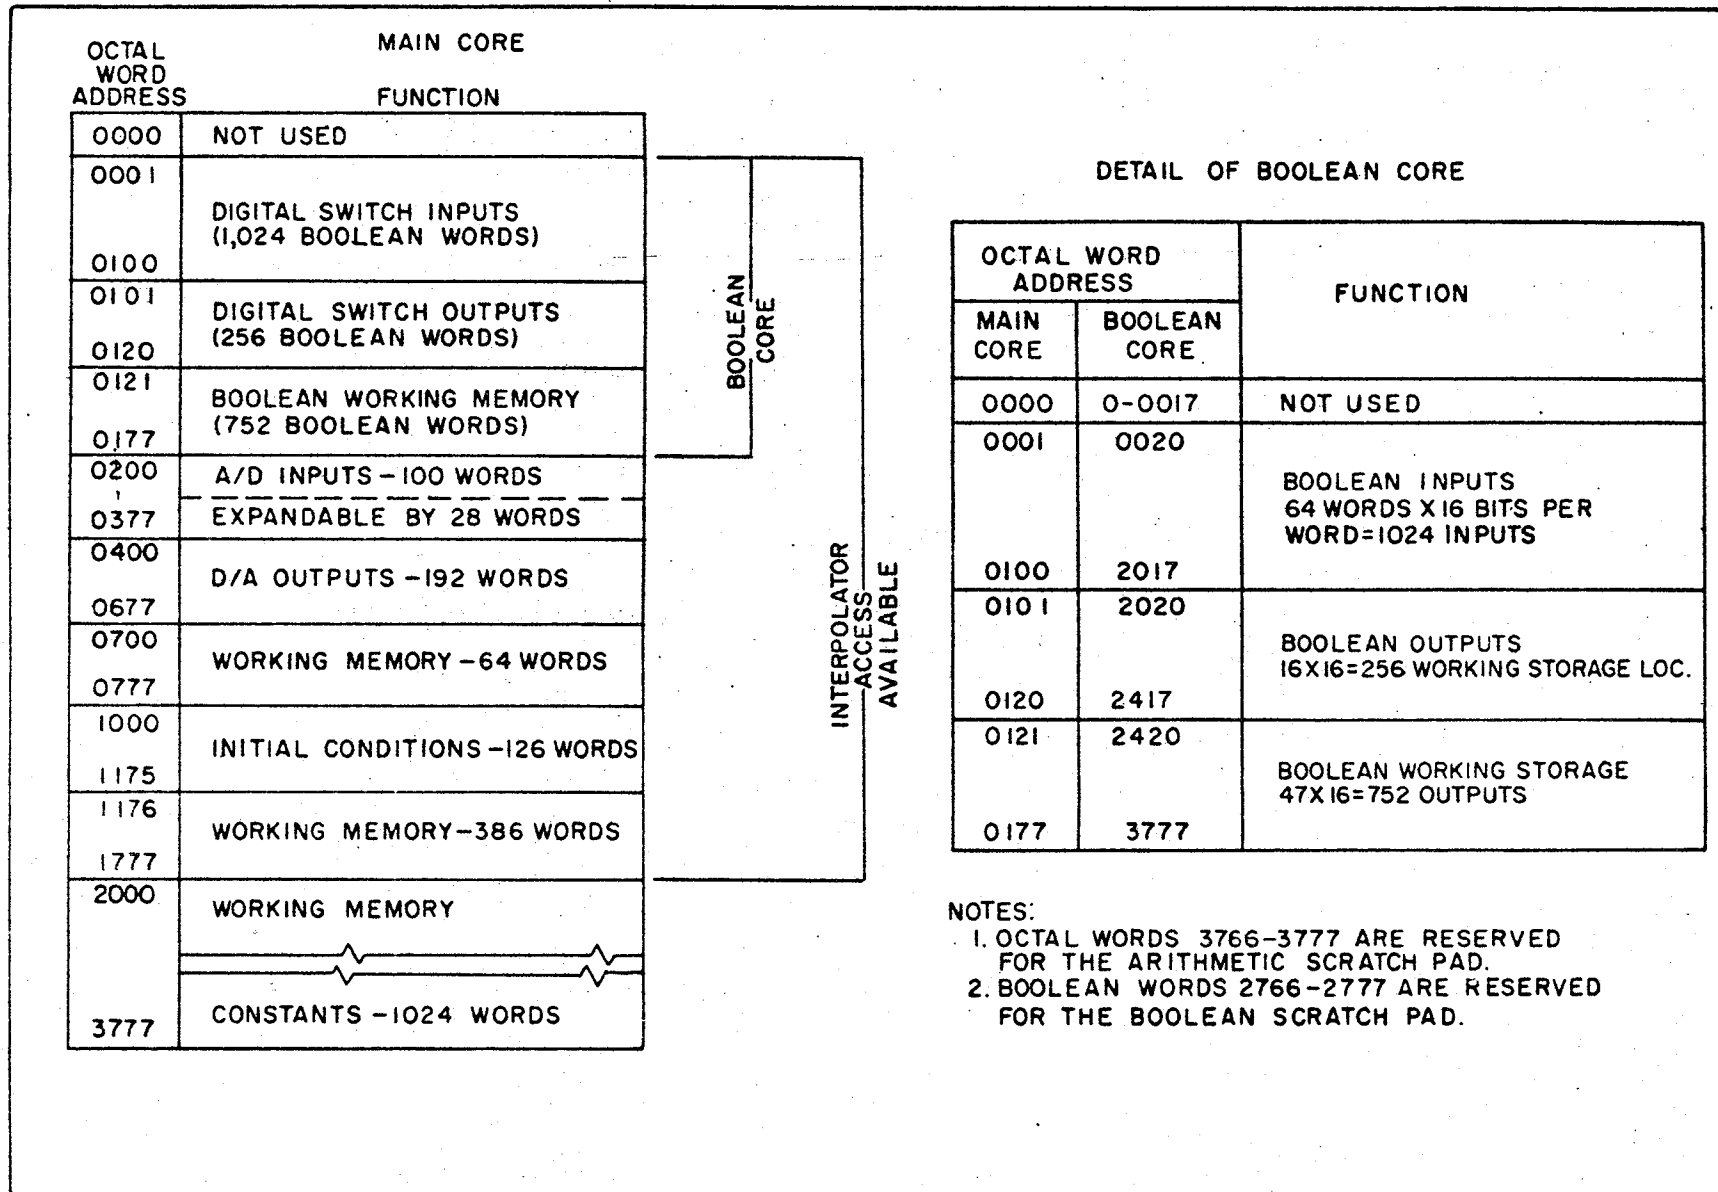 MAIN CORE
OCTAL
WORD
ADDRESS
FUNCTION
0000 NOT USED
0001
DIGITAL SWITCH INPUTS
(1,024 BOOLEAN WORDS)
0100
0101
DIGITAL SWITCH OUTPUTS
(256 BOOLEAN WORDS)
0120
0121
BOOLEAN WORKING MEMORY
(752 BOOLEAN WORDS)
0177
0200 A/D INPUTS – 100 WORDS
0377 EXPANDABLE BY 28 WORDS
0400
D/A OUTPUTS – 192 WORDS
0677
0700
WORKING MEMORY – 64 WORDS
0777
1000
INITIAL CONDITIONS – 126 WORDS
1175
1176
WORKING MEMORY – 386 WORDS
1777
2000
WORKING MEMORY
CONSTANTS – 1024 WORDS
3777
BOOLEAN
CORE
INTERPOLATOR
ACCESS
AVAILABLE
DETAIL OF BOOLEAN CORE
OCTAL WORD
ADDRESS
FUNCTION
MAIN
CORE
BOOLEAN
CORE
0000 0-0017 NOT USED
0001 0020
BOOLEAN INPUTS
64 WORDS X 16 BITS PER
WORD=1024 INPUTS
0100 2017
0101 2020
BOOLEAN OUTPUTS
16X16=256 WORKING STORAGE LOC.
0120 2417
0121 2420
BOOLEAN WORKING STORAGE
47X16=752 OUTPUTS
0177 3777
NOTES:
1. OCTAL WORDS 3766-3777 ARE RESERVED
FOR THE ARITHMETIC SCRATCH PAD.
2. BOOLEAN WORDS 2766-2777 ARE RESERVED
FOR THE BOOLEAN SCRATCH PAD.